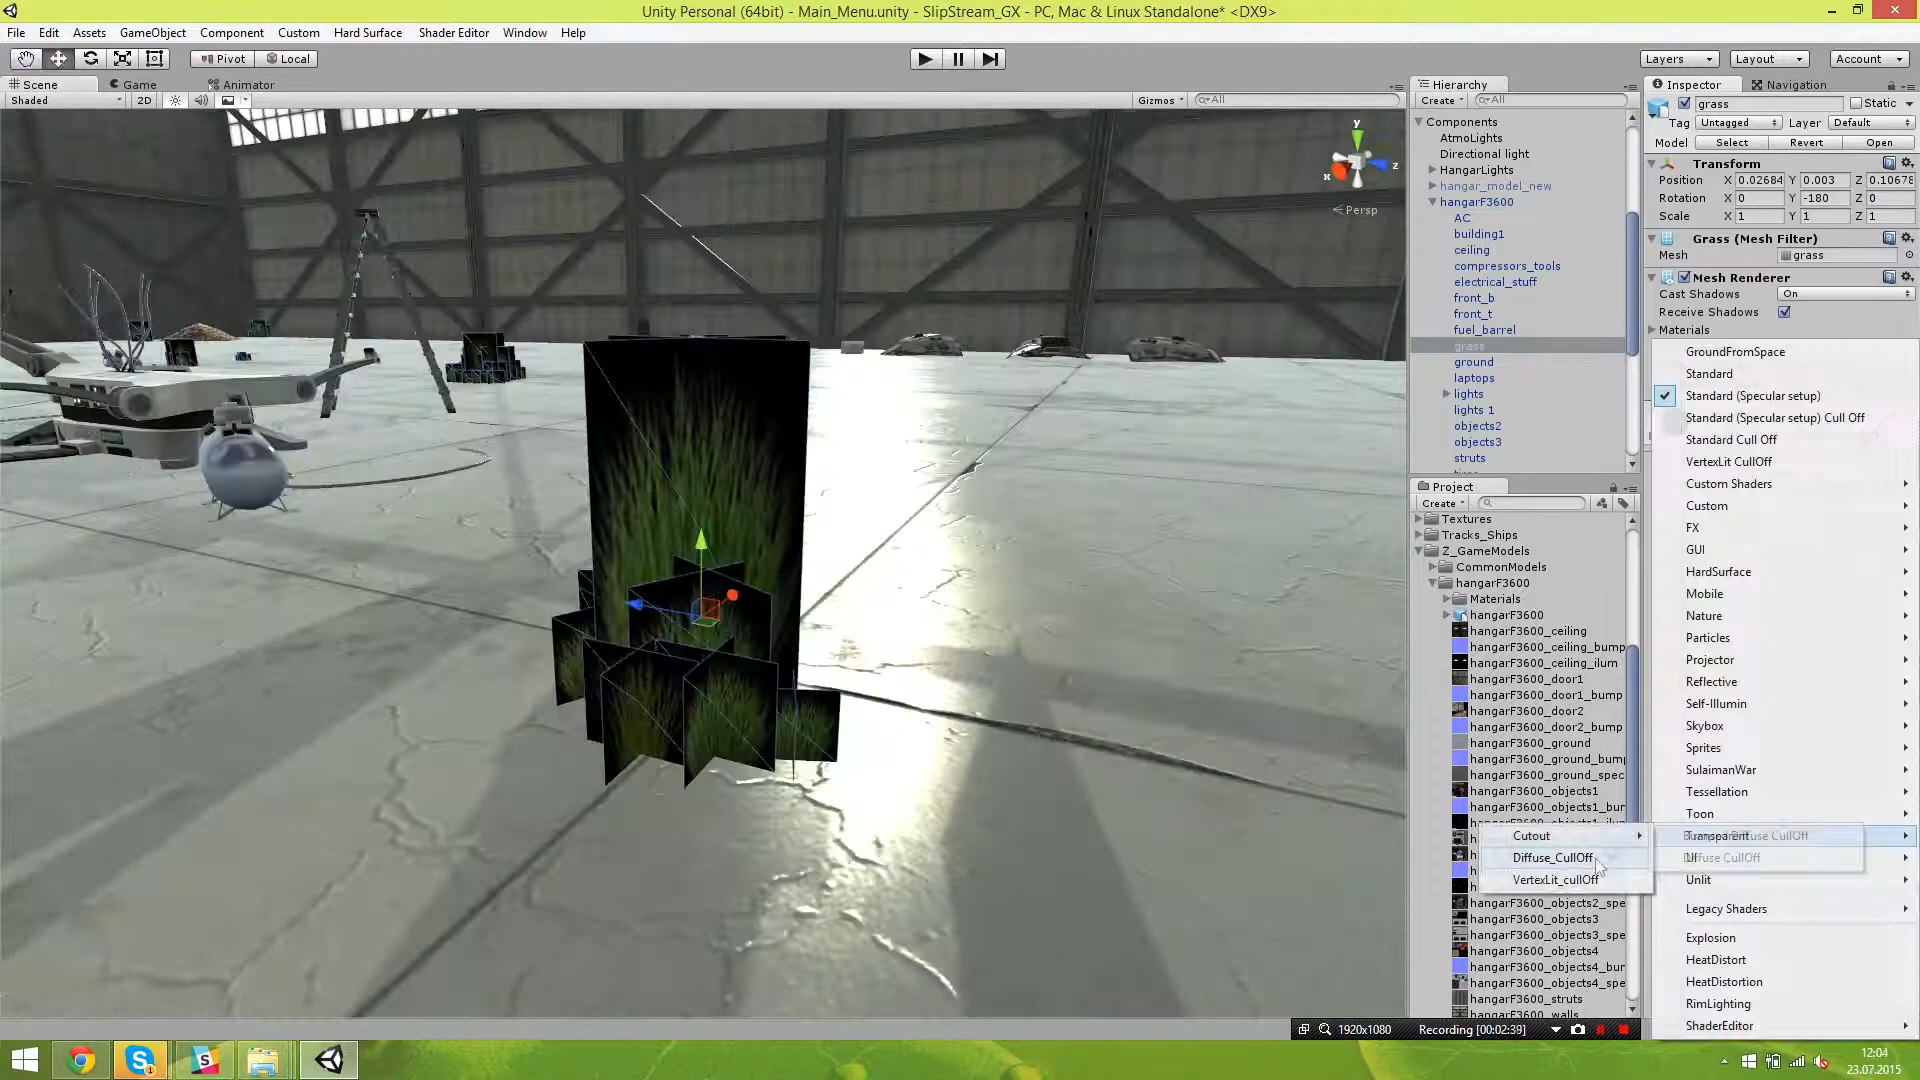 Unity Personal (64bit) - Main_Menu.unity - SlipStream_GX - PC, Mac & Linux Standalone* <DX9>
File Edit Assets GameObject Component Custom Hard Surface Shader Editor Window Help
Pivot Local Layers Layout Account
Scene Game Animator
Shaded 2D Gizmos All
y
x
z
Persp
Hierarchy
Create All
Components
AtmoLights
Directional light
HangarLights
hangar_model_new
hangarF3600
AC
building1
ceiling
compressors_tools
electrical_stuff
front_b
front_t
fuel_barrel
grass
ground
laptops
lights
lights 1
objects2
objects3
struts
Project
Create
Textures
Tracks_Ships
Z_GameModels
CommonModels
hangarF3600
Materials
hangarF3600
hangarF3600_ceiling
hangarF3600_ceiling_bump
hangarF3600_ceiling_ilum
hangarF3600_door1
hangarF3600_door1_bump
hangarF3600_door2
hangarF3600_door2_bump
hangarF3600_ground
hangarF3600_ground_bump
hangarF3600_ground_spec
hangarF3600_objects1
hangarF3600_objects1_bur
hangarF3600_objects2_spe
hangarF3600_objects3
hangarF3600_objects3_spe
hangarF3600_objects4
hangarF3600_objects4_bur
hangarF3600_objects4_spe
hangarF3600_struts
hangarF3600_walls
Inspector Navigation
grass Static
Tag Untagged Layer Default
Model Select Revert Open
Transform
Position X 0.02684 Y 0.003 Z 0.10678
Rotation X 0 Y -180 Z 0
Scale X 1 Y 1 Z 1
Grass (Mesh Filter)
Mesh grass
Mesh Renderer
Cast Shadows On
Receive Shadows
Materials
GroundFromSpace
Standard
Standard (Specular setup)
Standard (Specular setup) Cull Off
Standard Cull Off
VertexLit CullOff
Custom Shaders
Custom
FX
GUI
HardSurface
Mobile
Nature
Particles
Projector
Reflective
Self-Illumin
Skybox
Sprites
SulaimanWar
Tessellation
Toon
Transparent
UI
Unlit
Legacy Shaders
Explosion
HeatDistort
HeatDistortion
RimLighting
ShaderEditor
Cutout
Diffuse_CullOff
VertexLit_cullOff
1920x1080 Recording [00:02:39]
12:04
23.07.2015